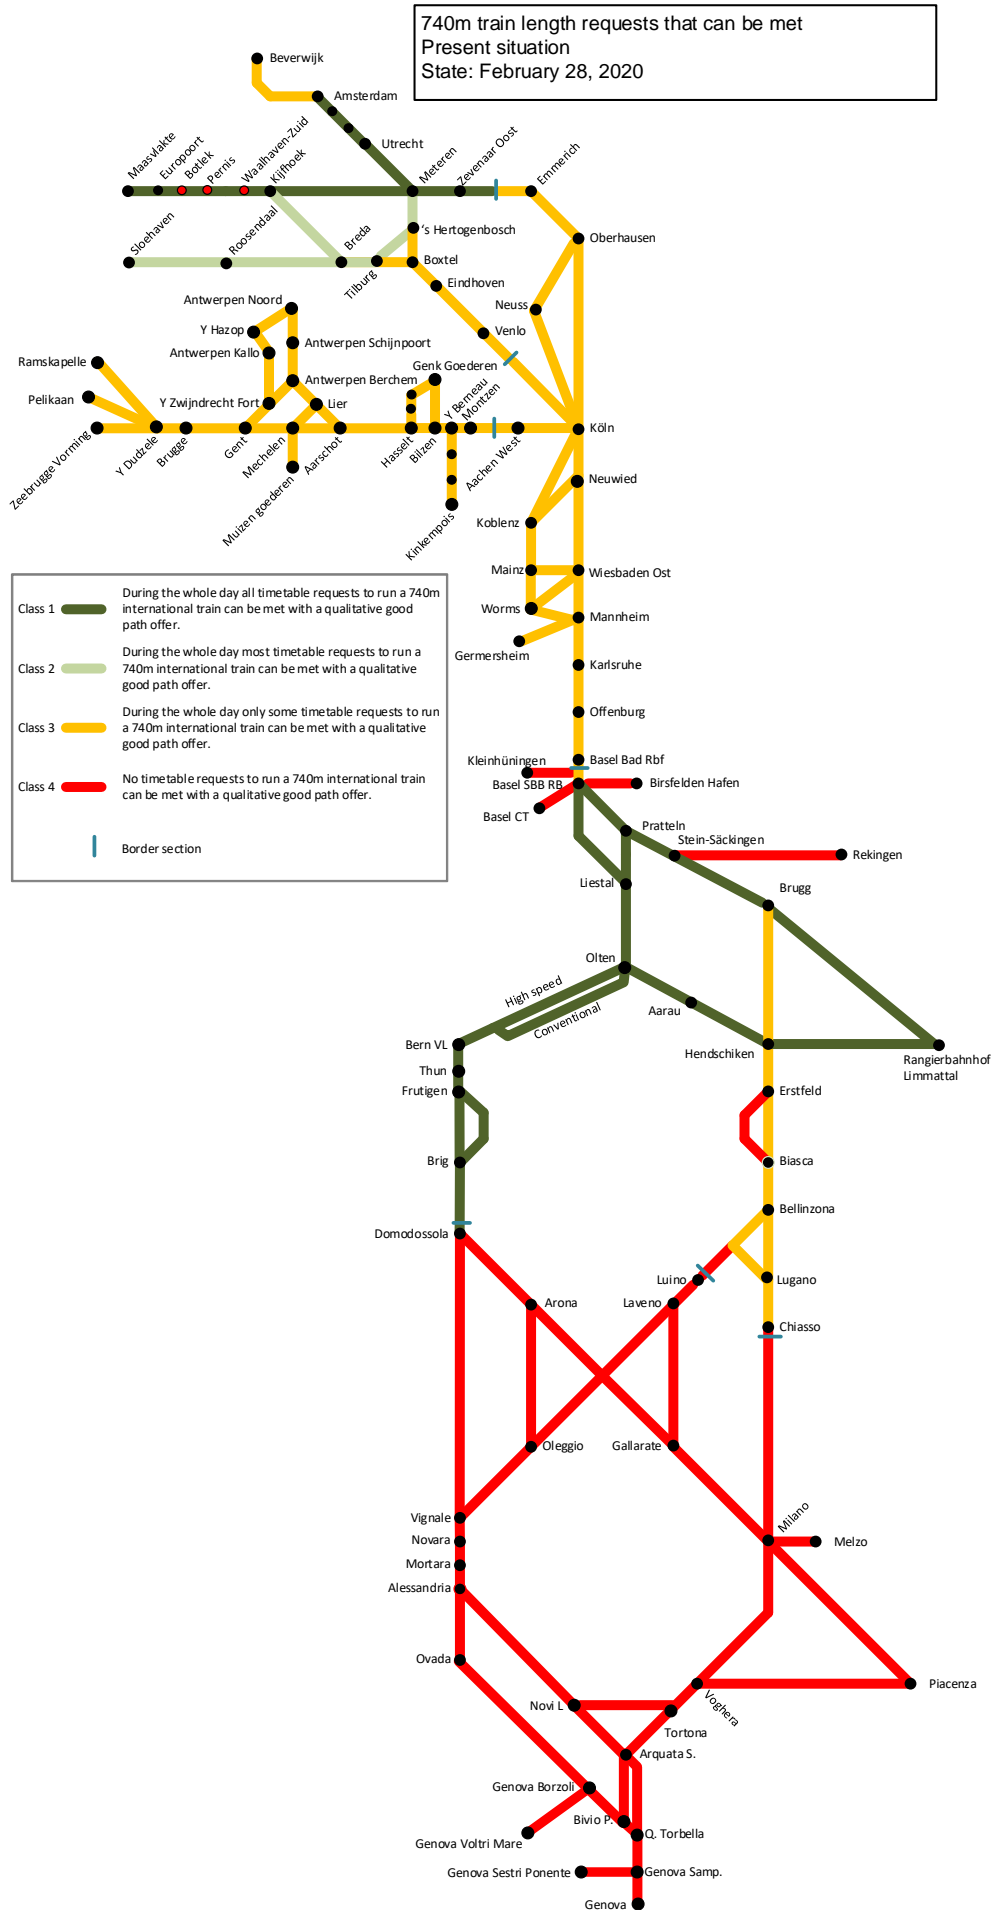 740m train length requests that can be met
Present situation
State: February 28, 2020
Beverwijk
Amsterdam
Utrecht
Maasvlakte
Europoort
Botlek
Pernis
Waalhaven-Zuid
Kijfhoek
Meteren
Zevenaar Oost
Emmerich
Sloehaven
Roosendaal
Breda
Tilburg
‘s Hertogenbosch
Boxtel
Oberhausen
Eindhoven
Neuss
Venlo
Antwerpen Noord
Y Hazop
Antwerpen Schijnpoort
Antwerpen Kallo
Ramskapelle
Genk Goederen
Antwerpen Berchem
Pelikaan
Y Zwijndrecht Fort
Lier
Y Berneau
Montzen
Köln
Zeebrugge Vorming
Y Dudzele
Brugge
Gent
Mechelen
Aarschot
Hasselt
Bilzen
Aachen West
Muizen goederen
Kinkempois
Neuwied
Koblenz
Mainz
Wiesbaden Ost
Worms
Mannheim
Germersheim
Karlsruhe
Offenburg
Class 1
During the whole day all timetable requests to run a 740m
international train can be met with a qualitative good
path offer.
Class 2
During the whole day most timetable requests to run a
740m international train can be met with a qualitative
good path offer.
Class 3
During the whole day only some timetable requests to run
a 740m international train can be met with a qualitative
good path offer.
Class 4
No timetable requests to run a 740m international train
can be met with a qualitative good path offer.
Border section
Kleinhüningen
Basel Bad Rbf
Basel SBB RB
Birsfelden Hafen
Basel CT
Pratteln
Stein-Säckingen
Rekingen
Liestal
Brugg
Olten
High speed
Conventional
Aarau
Bern VL
Hendschiken
Rangierbahnhof
Limmattal
Thun
Frutigen
Erstfeld
Brig
Biasca
Bellinzona
Domodossola
Luino
Lugano
Arona
Laveno
Chiasso
Oleggio
Gallarate
Vignale
Milano
Novara
Melzo
Mortara
Alessandria
Ovada
Voghera
Piacenza
Novi L
Tortona
Arquata S.
Genova Borzoli
Bivio P.
Q. Torbella
Genova Voltri Mare
Genova Sestri Ponente
Genova Samp.
Genova